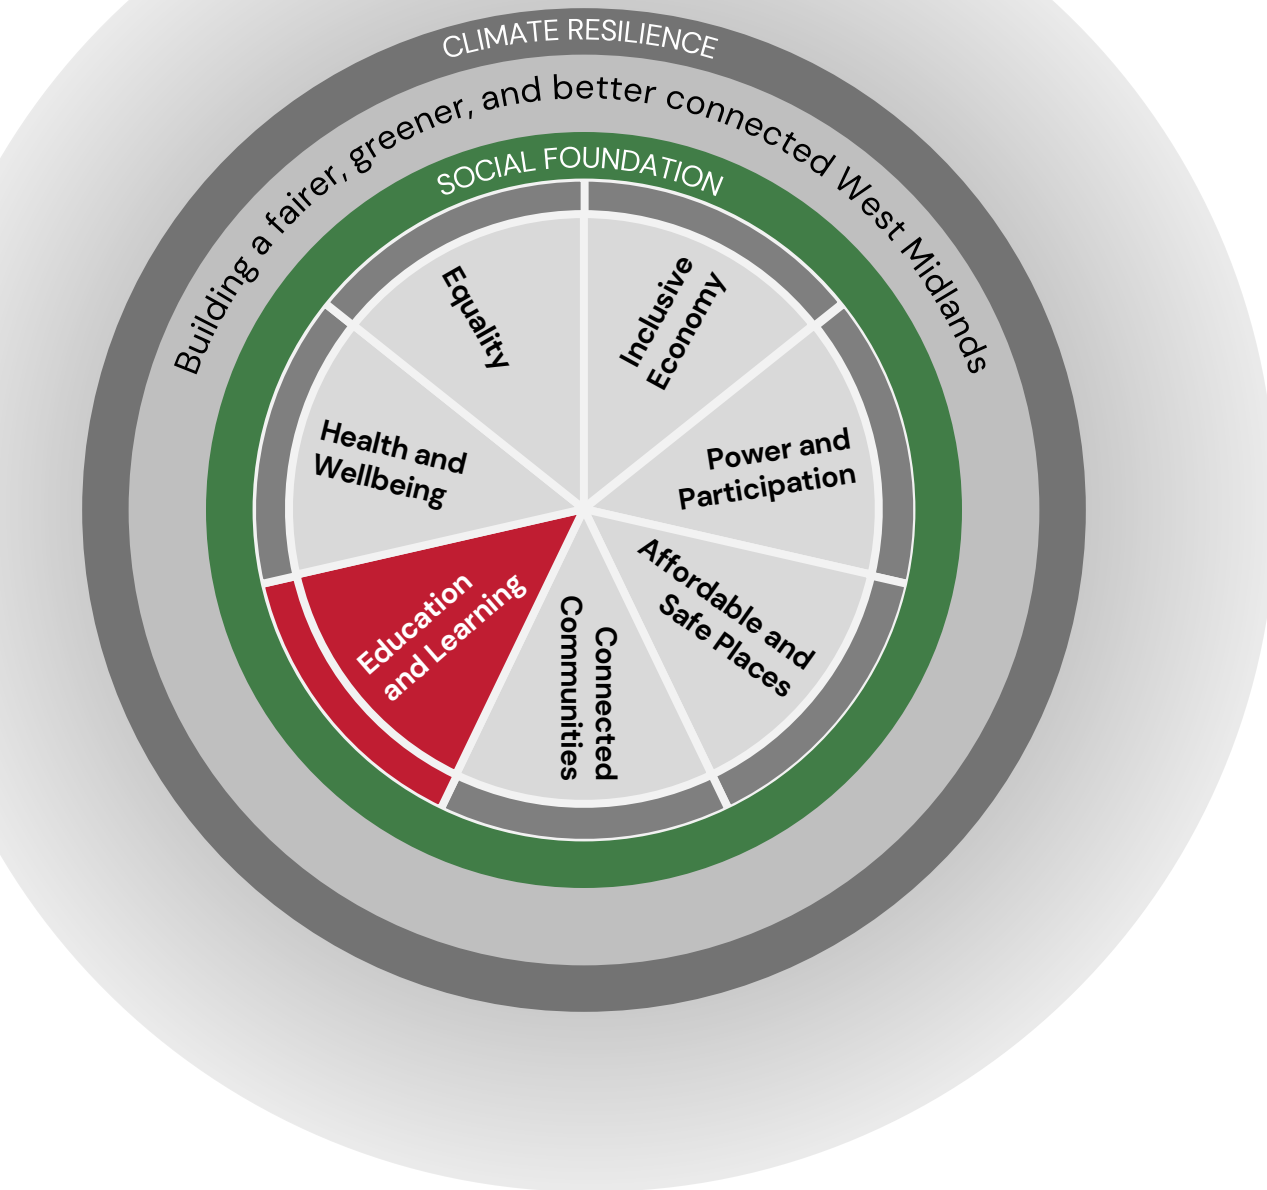 CLIMATE RESILIENCE
Building a fairer, greener, and better connected West Midlands
SOCIAL FOUNDATION
Equality
Inclusive
Economy
Health and
Wellbeing
Power and
Participation
Education
and Learning
Connected
Communities
Affordable and
Safe Places